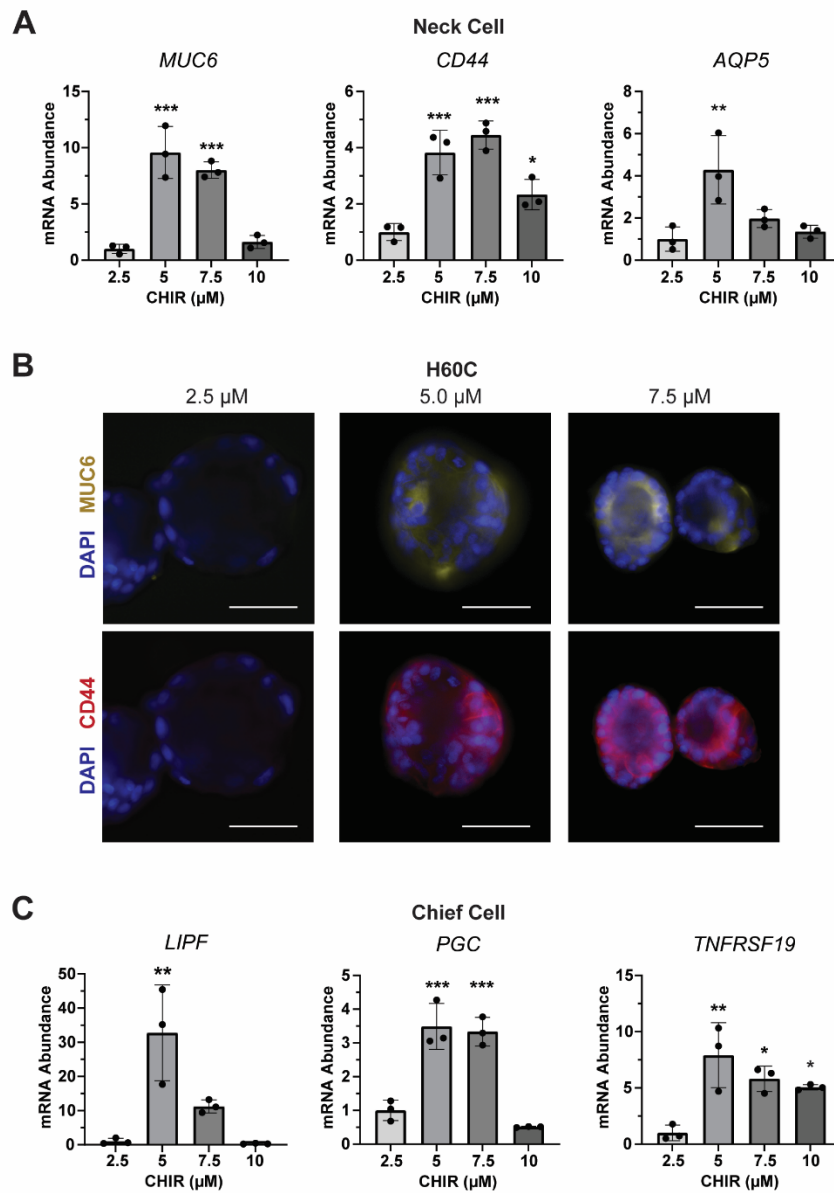 A
Neck Cell
MUC6
CD44
AQP5
mRNA Abundance
15
10
5
0
***
***
2.5 5 7.5 10
CHIR (µM)
mRNA Abundance
6
4
2
0
***
***
*
2.5 5 7.5 10
CHIR (µM)
mRNA Abundance
8
6
4
2
0
**
2.5 5 7.5 10
CHIR (µM)
B
H60C
2.5 µM
5.0 µM
7.5 µM
DAPI MUC6
DAPI CD44
C
Chief Cell
LIPF
PGC
TNFRSF19
mRNA Abundance
50
40
30
20
10
0
**
2.5 5 7.5 10
CHIR (µM)
mRNA Abundance
5
4
3
2
1
0
***
***
2.5 5 7.5 10
CHIR (µM)
mRNA Abundance
15
10
5
0
**
*
*
2.5 5 7.5 10
CHIR (µM)